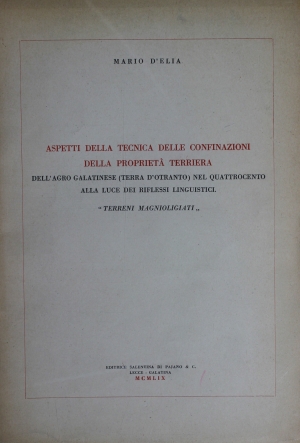 MARIO D'ELIA
ASPETTI DELLA TECNICA DELLE CONFINAZIONI
DELLA PROPRIETÀ TERRIERA
DELL'AGRO GALATINESE (TERRA D'OTRANTO) NEL QUATTROCENTO
ALLA LUCE DEI RIFLESSI LINGUISTICI.
"TERRENI MAGNIOLIGIATI„
EDITRICE SALENTINA DI PAJANO & C.
LECCE - GALATINA
MCMLIX